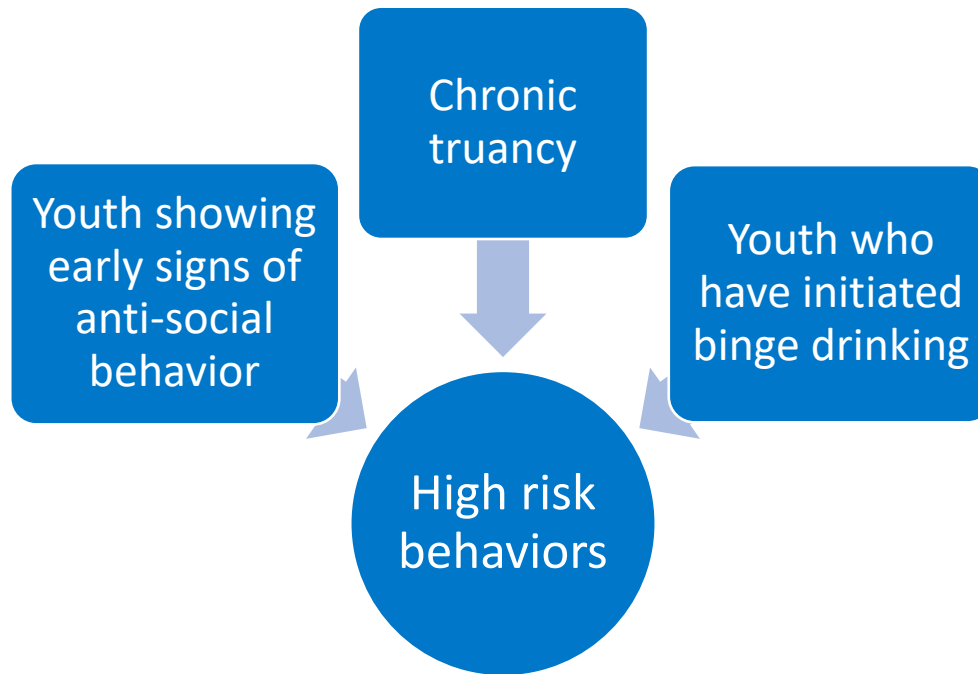 Chronic
truancy
Youth showing
early signs of
anti-social
behavior
Youth who
have initiated
binge drinking
High risk
behaviors